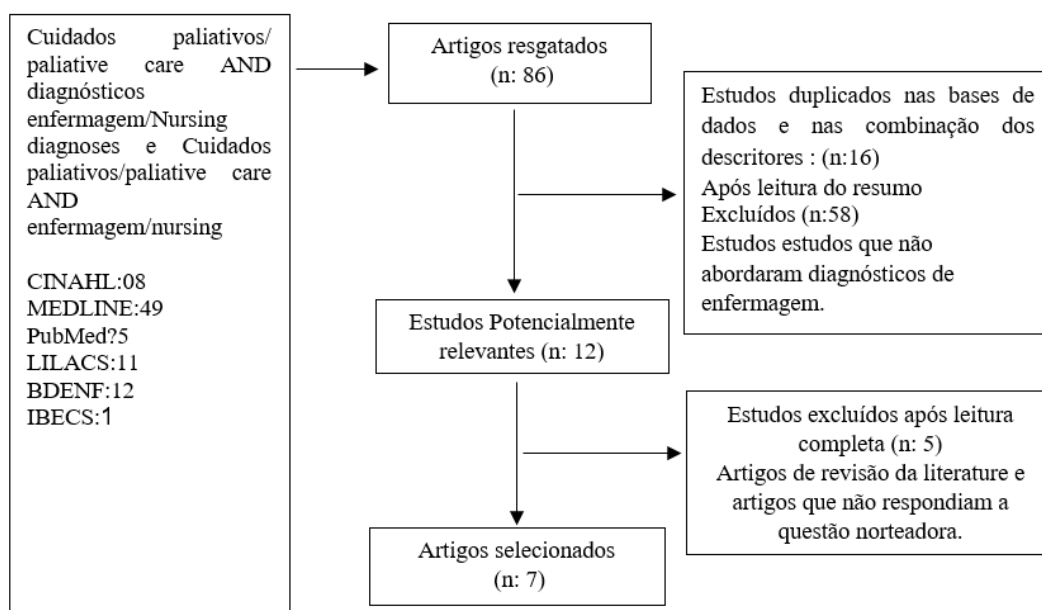 Cuidados paliativos/
paliative care AND
diagnósticos
enfermagem/Nursing
diagnoses e Cuidados
paliativos/paliative care
AND
enfermagem/nursing
CINAHL:08
MEDLINE:49
PubMed?5
LILACS:11
BDENF:12
IBECS:1
Artigos resgatados
(n: 86)
Estudos duplicados nas bases de
dados e nas combinação dos
descritores : (n:16)
Após leitura do resumo
Excluídos (n:58)
Estudos estudos que não
abordaram diagnósticos de
enfermagem.
Estudos Potencialmente
relevantes (n: 12)
Estudos excluídos após leitura
completa (n: 5)
Artigos de revisão da literature e
artigos que não respondiam a
questão norteadora.
Artigos selecionados
(n: 7)